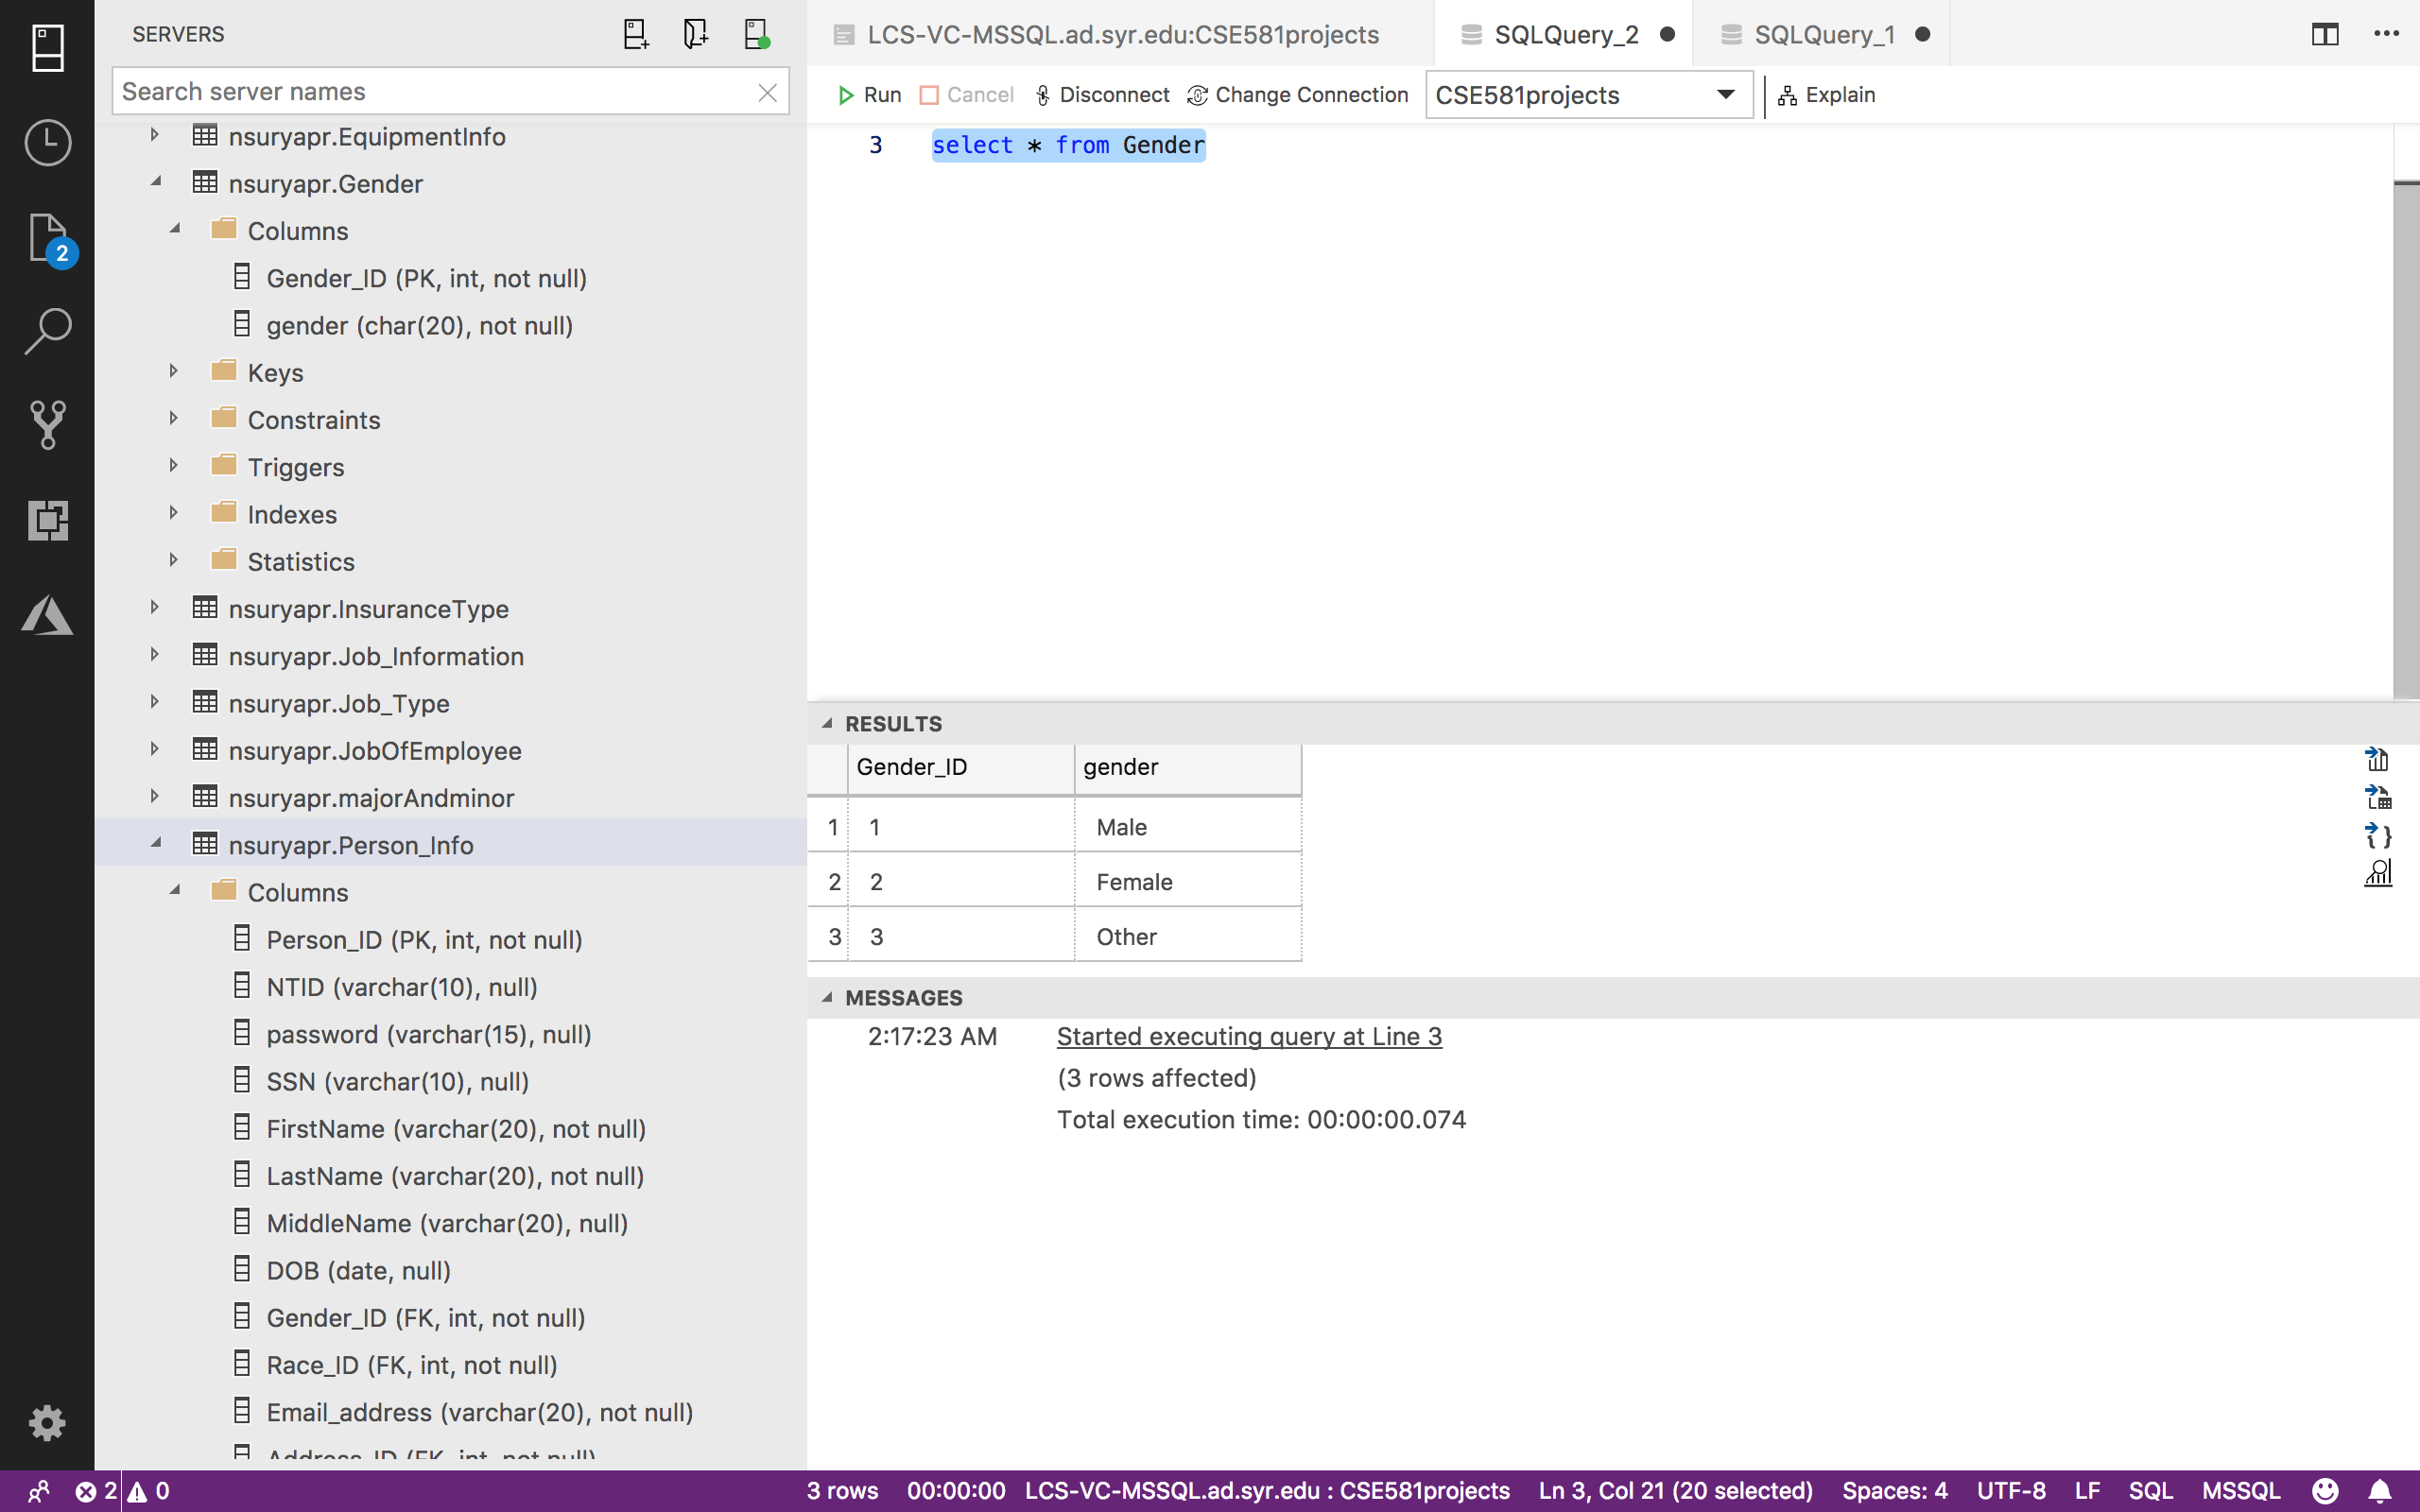 SERVERS
Search server names
nsuryapr.EquipmentInfo
nsuryapr.Gender
Columns
Gender_ID (PK, int, not null)
gender (char(20), not null)
Keys
Constraints
Triggers
Indexes
Statistics
nsuryapr.InsuranceType
nsuryapr.Job_Information
nsuryapr.Job_Type
nsuryapr.JobOfEmployee
nsuryapr.majorAndminor
nsuryapr.Person_Info
Columns
Person_ID (PK, int, not null)
NTID (varchar(10), null)
password (varchar(15), null)
SSN (varchar(10), null)
FirstName (varchar(20), not null)
LastName (varchar(20), not null)
MiddleName (varchar(20), null)
DOB (date, null)
Gender_ID (FK, int, not null)
Race_ID (FK, int, not null)
Email_address (varchar(20), not null)
Address_ID (FK, int, not null)
2
LCS-VC-MSSQL.ad.syr.edu:CSE581projects
SQLQuery_2
SQLQuery_1
Run Cancel Disconnect Change Connection CSE581projects Explain
3 select * from Gender
RESULTS
Gender_ID gender
1 1 Male
2 2 Female
3 3 Other
MESSAGES
2:17:23 AM Started executing query at Line 3
(3 rows affected)
Total execution time: 00:00:00.074
2 0 3 rows 00:00:00 LCS-VC-MSSQL.ad.syr.edu : CSE581projects Ln 3, Col 21 (20 selected) Spaces: 4 UTF-8 LF SQL MSSQL